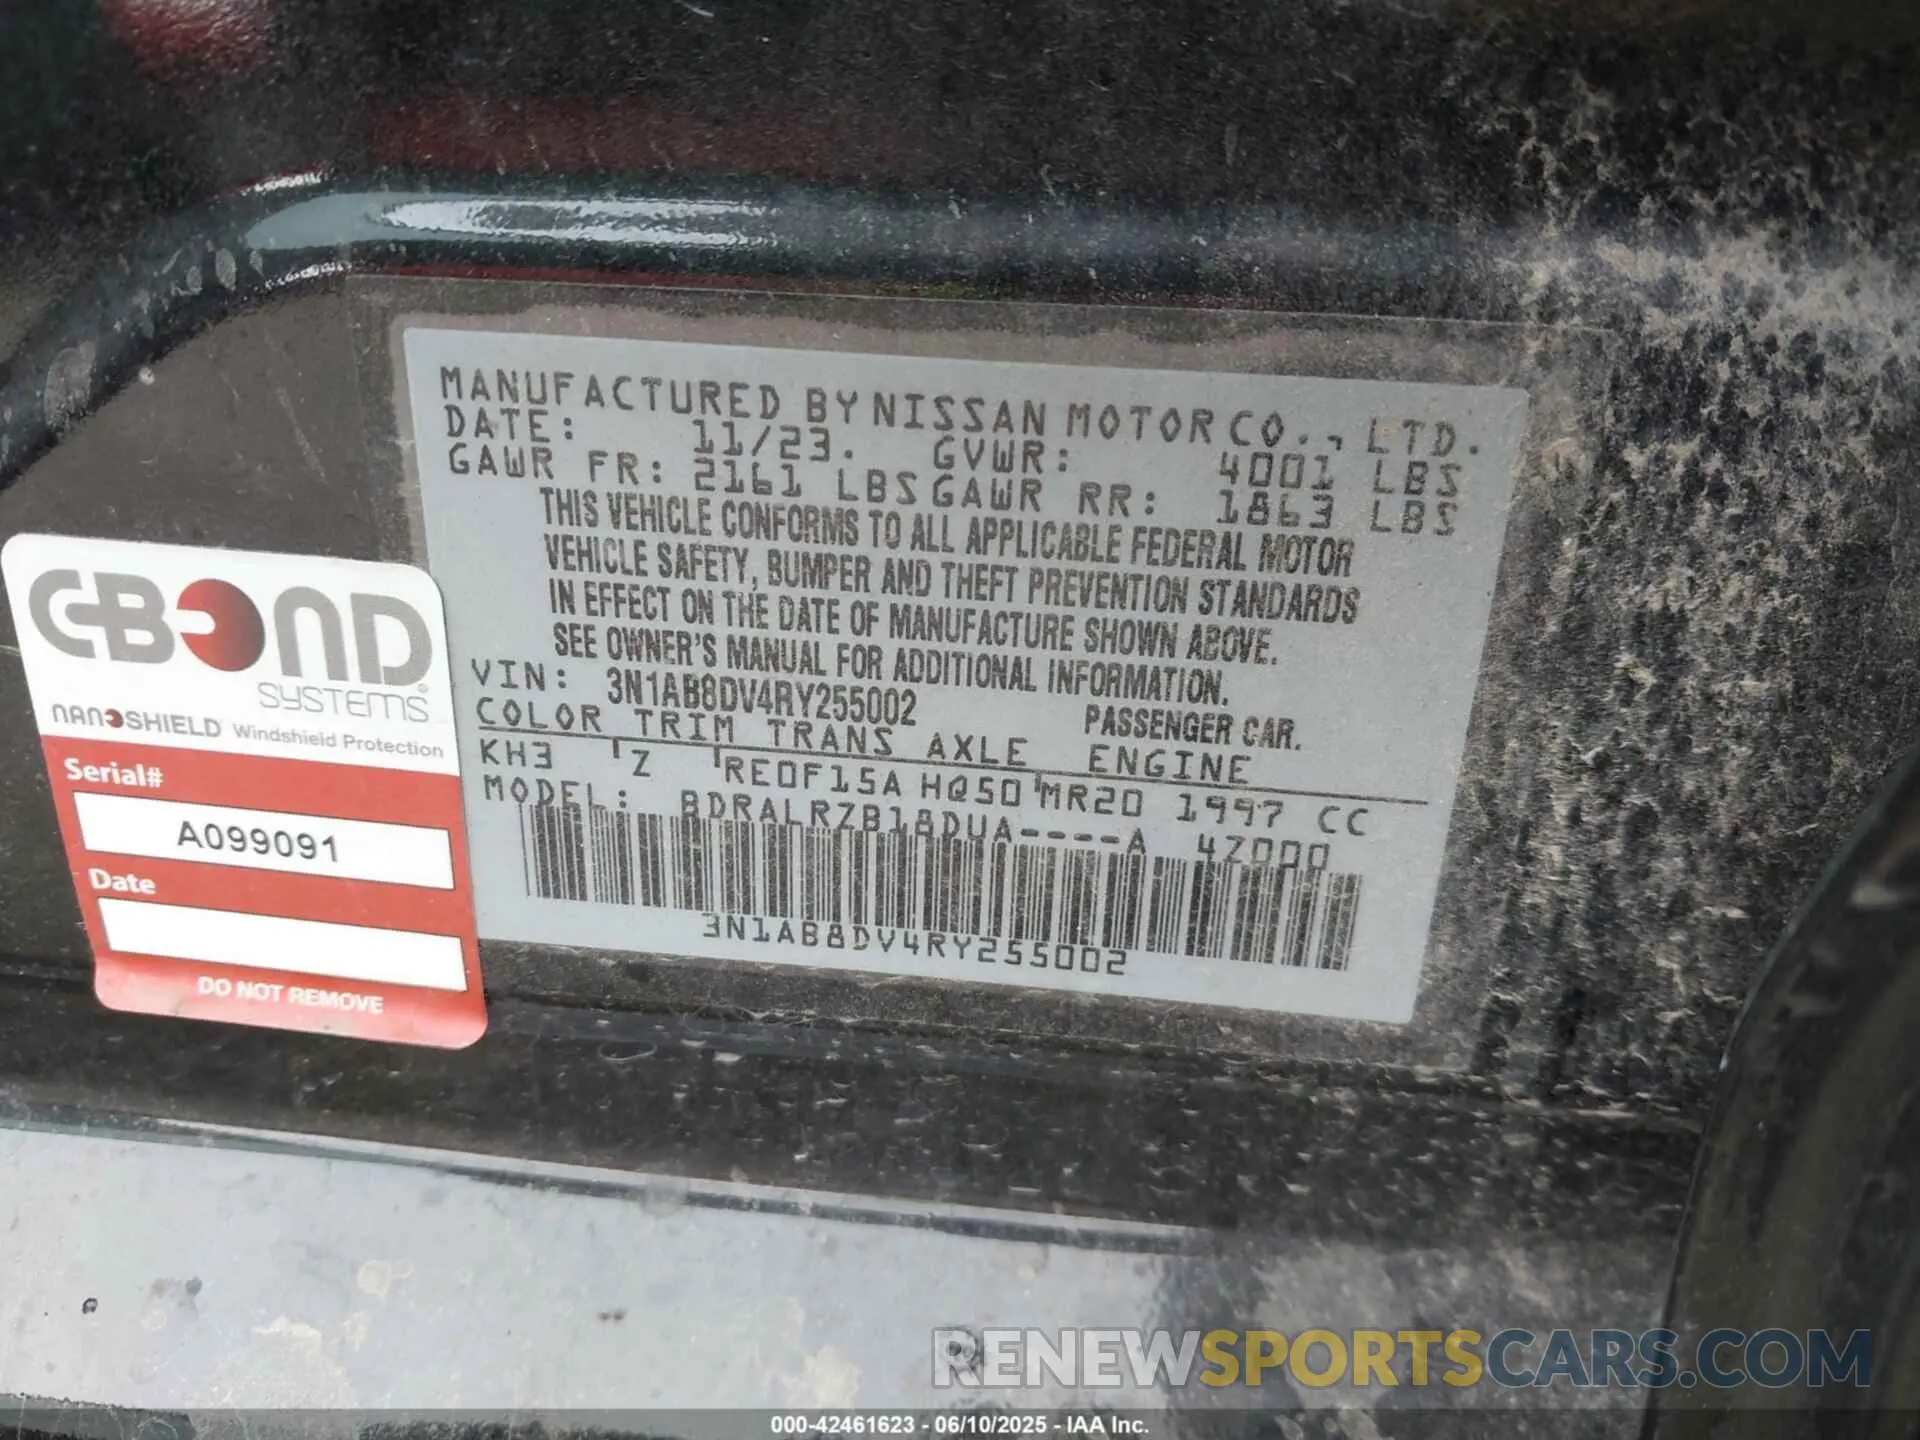 MANUFACTURED BY NISSAN MOTOR CO., LTD.
DATE: 11/23. GVWR: 4001 LBS
GAWR FR: 2161 LBS GAWR RR: 1863 LBS
THIS VEHICLE CONFORMS TO ALL APPLICABLE FEDERAL MOTOR
VEHICLE SAFETY, BUMPER AND THEFT PREVENTION STANDARDS
IN EFFECT ON THE DATE OF MANUFACTURE SHOWN ABOVE.
SEE OWNER'S MANUAL FOR ADDITIONAL INFORMATION.
VIN: 3N1AB8DV4RY255002 PASSENGER CAR.
COLOR TRIM TRANS AXLE ENGINE
KH3 Z RE0F15A HQ50 MR20 1997 CC
MODEL: BDRALRZB18DUA----A 4Z000
3N1AB8DV4RY255002
C-BOND
SYSTEMS®
NANOSHIELD Windshield Protection
Serial#
A099091
Date
DO NOT REMOVE
RENEWSPORTSCARS.COM
000-42461623 - 06/10/2025 - IAA Inc.